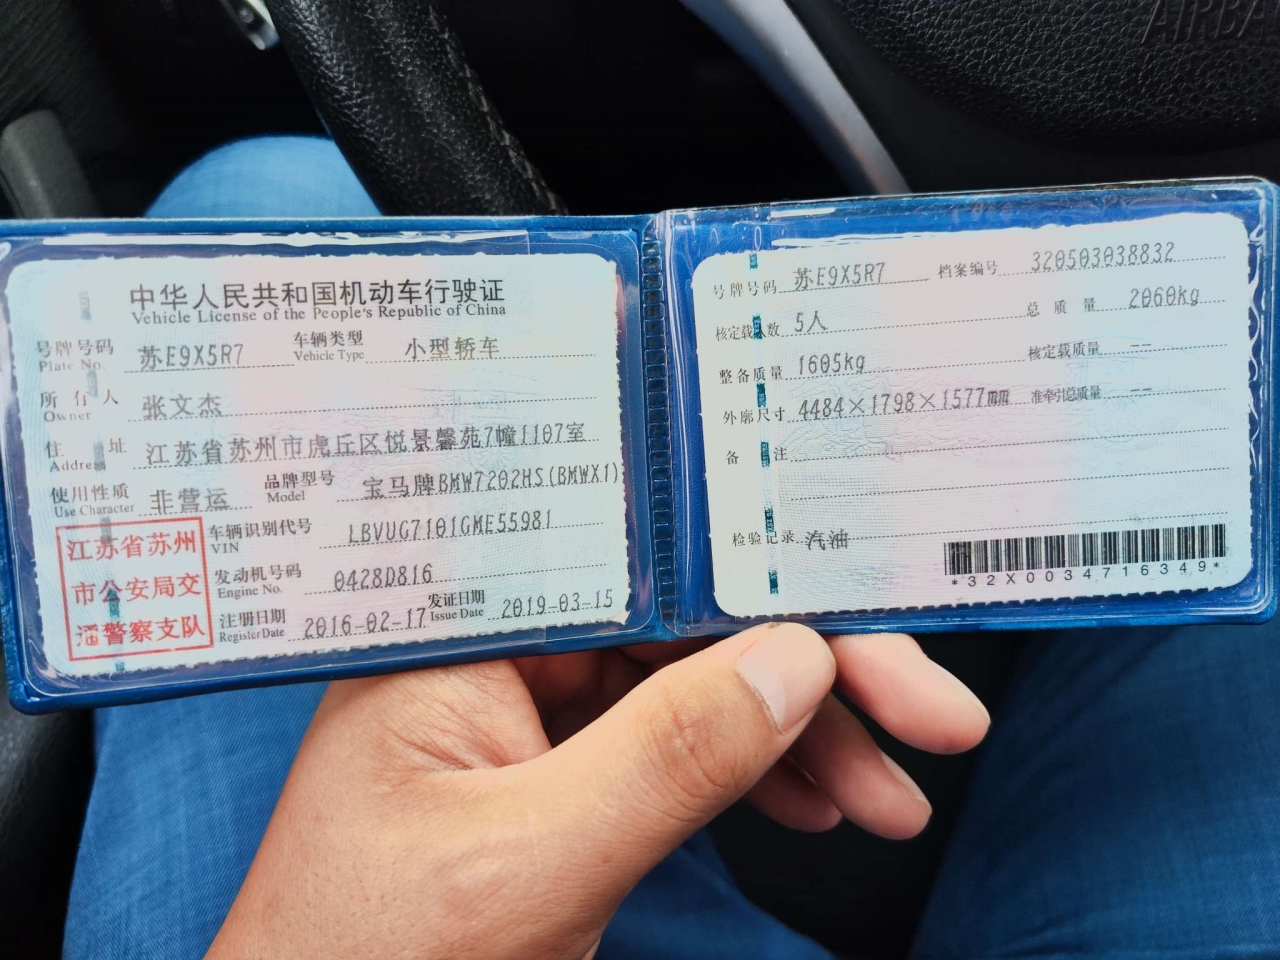 AIRBA
中华人民共和国机动车行驶证
Vehicle License of the People's Republic of China
号牌号码 苏E9X5R7 车辆类型 小型轿车
Plate No. Vehicle Type
所有人 张文杰
Owner
住址 江苏省苏州市虎丘区悦景馨苑7幢1107室
Address
使用性质 非营运 品牌型号 宝马牌BMW7202HS(BMWX1)
Use Character Model
车辆识别代号 LBVUG7101GME55981
VIN
发动机号码 0428D816
Engine No.
注册日期 2016-02-17 发证日期 2019-03-15
Register Date Issue Date
江苏省苏州
市公安局交
警察支队
号牌号码 苏E9X5R7 档案编号 320503038832
核定载人数 5人 总质量 2060kg
整备质量 1605kg 核定载质量 --
外廓尺寸 4484×1798×1577mm 准牵引总质量 --
备注
检验记录 汽油
*32X0034716349*